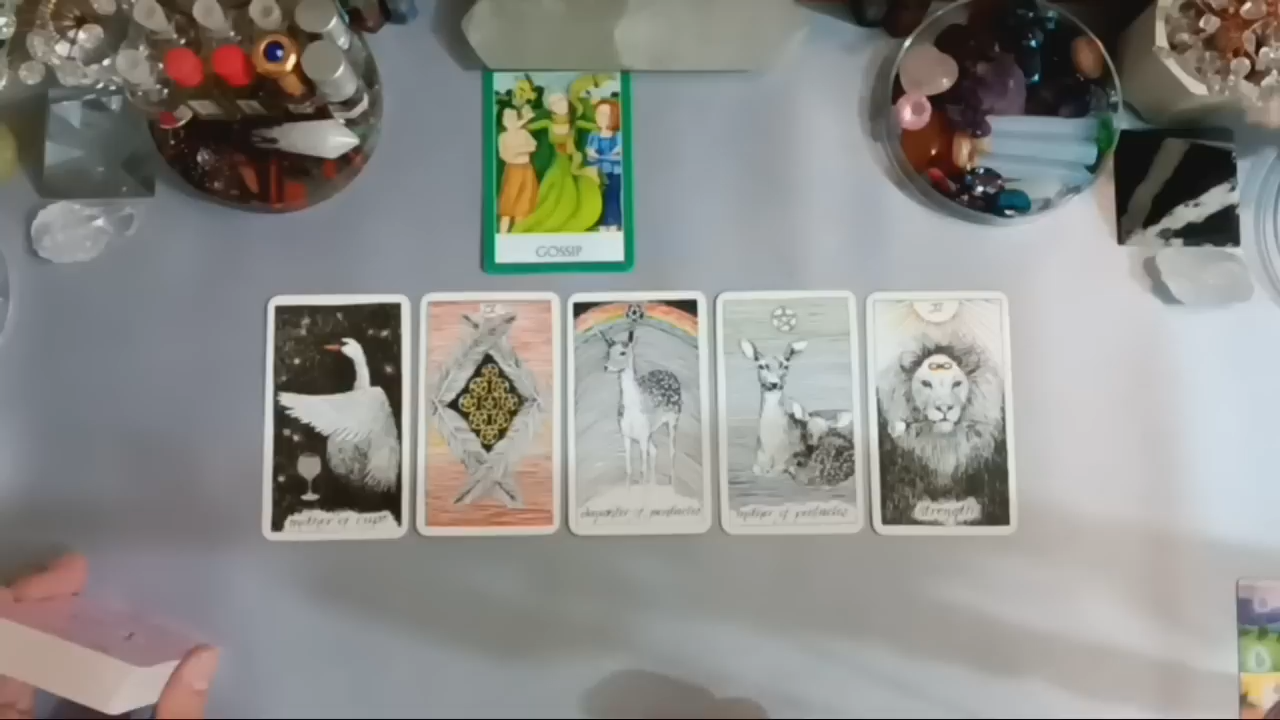 GOSSIP
mother of cups
daughter of pentacles
mother of pentacles
strength